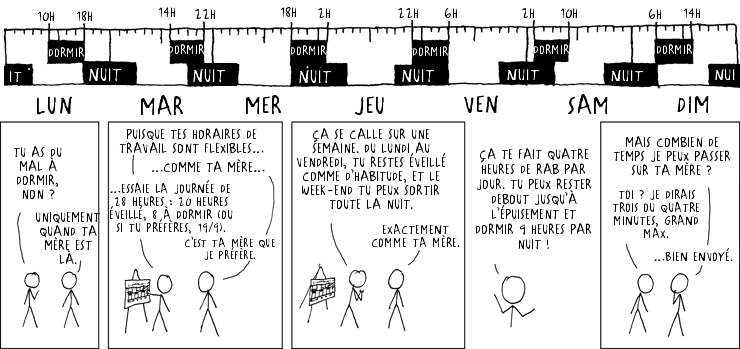 10H 18H 14H 22H 18H 2H 22H 6H 2H 10H 6H 14H
DORMIR DORMIR DORMIR DORMIR DORMIR DORMIR
IT NUIT NUIT NUIT NUIT NUIT NUIT NUI
LUN MAR MER JEU VEN SAM DIM
TU AS DU
MAL À
DORMIR,
NON ?
UNIQUEMENT
QUAND TA
MÈRE EST
LÀ.
PUISQUE TES HORAIRES DE
TRAVAIL SONT FLEXIBLES...
...COMME TA MÈRE...
...ESSAIE LA JOURNÉE DE
28 HEURES : 20 HEURES
ÉVEILLÉ, 8 À DORMIR (OU
SI TU PRÉFÈRES, 19/9).
C'EST TA MÈRE QUE
JE PRÉFÈRE.
ÇA SE CALLE SUR UNE
SEMAINE. DU LUNDI AU
VENDREDI, TU RESTES ÉVEILLÉ
COMME D'HABITUDE, ET LE
WEEK-END TU PEUX SORTIR
TOUTE LA NUIT.
EXACTEMENT
COMME TA MÈRE.
ÇA TE FAIT QUATRE
HEURES DE RAB PAR
JOUR. TU PEUX RESTER
DEBOUT JUSQU'À
L'ÉPUISEMENT ET
DORMIR 9 HEURES PAR
NUIT !
MAIS COMBIEN DE
TEMPS JE PEUX PASSER
SUR TA MÈRE ?
TOI ? JE DIRAIS
TROIS OU QUATRE
MINUTES, GRAND
MAX.
...BIEN ENVOYÉ.